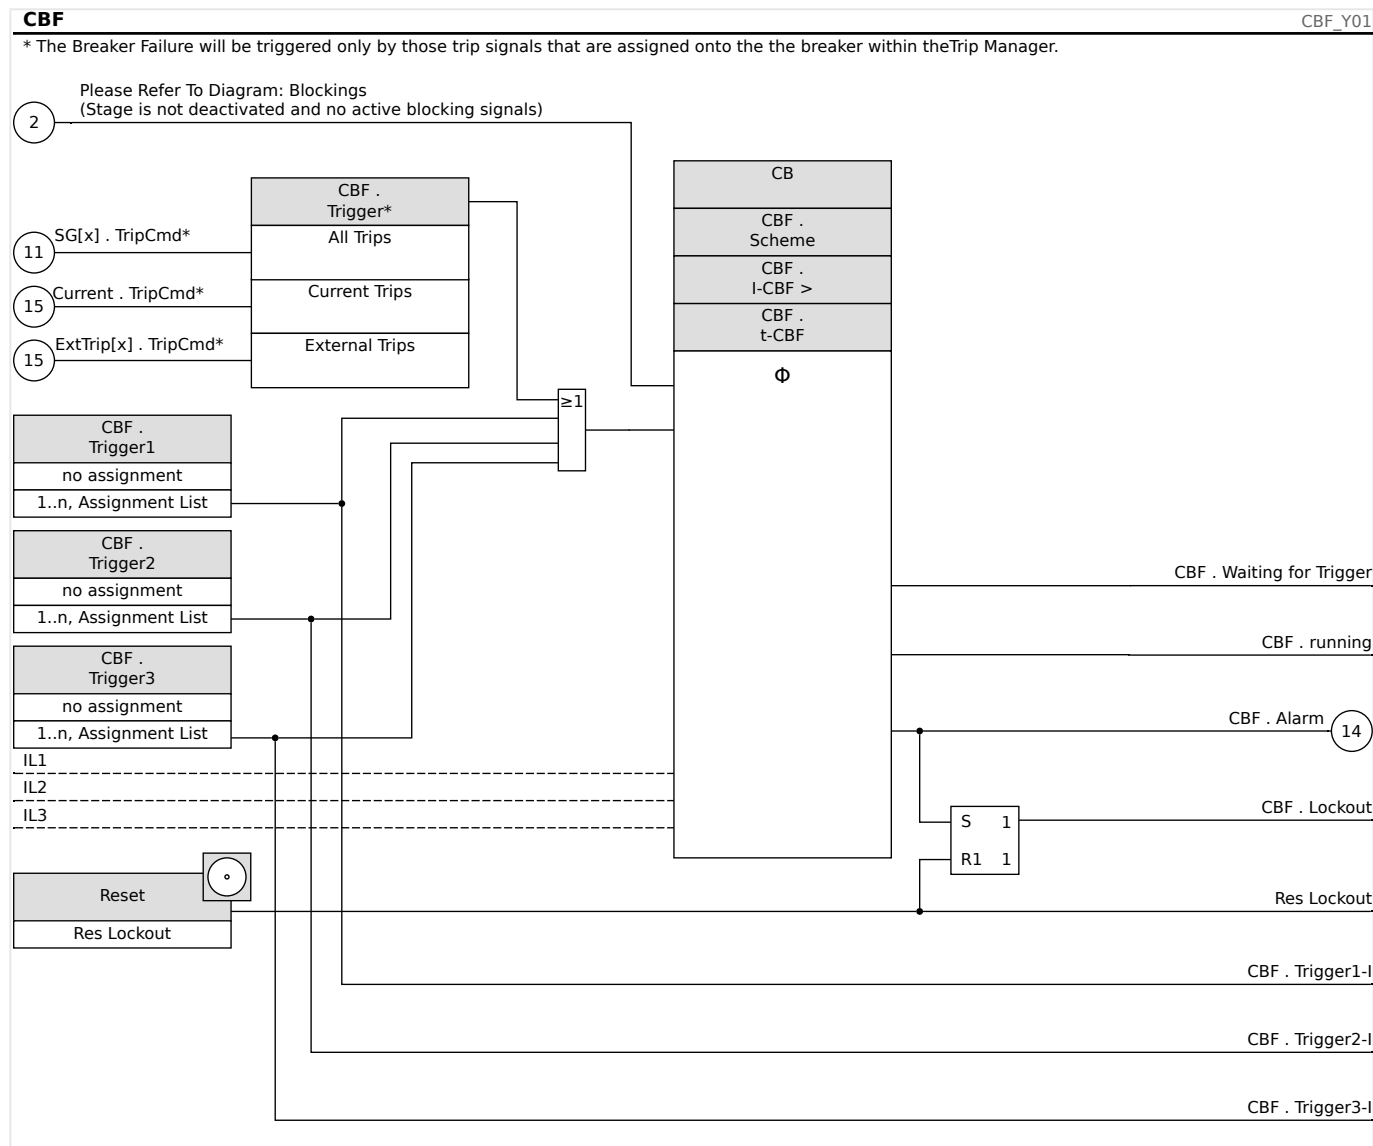 CBF
CBF_Y01
* The Breaker Failure will be triggered only by those trip signals that are assigned onto the the breaker within theTrip Manager.
Please Refer To Diagram: Blockings
(Stage is not deactivated and no active blocking signals)
2
CBF .
Trigger*
All Trips
Current Trips
External Trips
SG[x] . TripCmd*
11
Current . TripCmd*
15
ExtTrip[x] . TripCmd*
15
CB
CBF .
Scheme
CBF .
I-CBF >
CBF .
t-CBF
Φ
≥1
CBF .
Trigger1
no assignment
1..n, Assignment List
CBF .
Trigger2
no assignment
1..n, Assignment List
CBF .
Trigger3
no assignment
1..n, Assignment List
IL1
IL2
IL3
Reset
Res Lockout
CBF . Waiting for Trigger
CBF . running
CBF . Alarm
14
S 1
R1 1
CBF . Lockout
Res Lockout
CBF . Trigger1-I
CBF . Trigger2-I
CBF . Trigger3-I